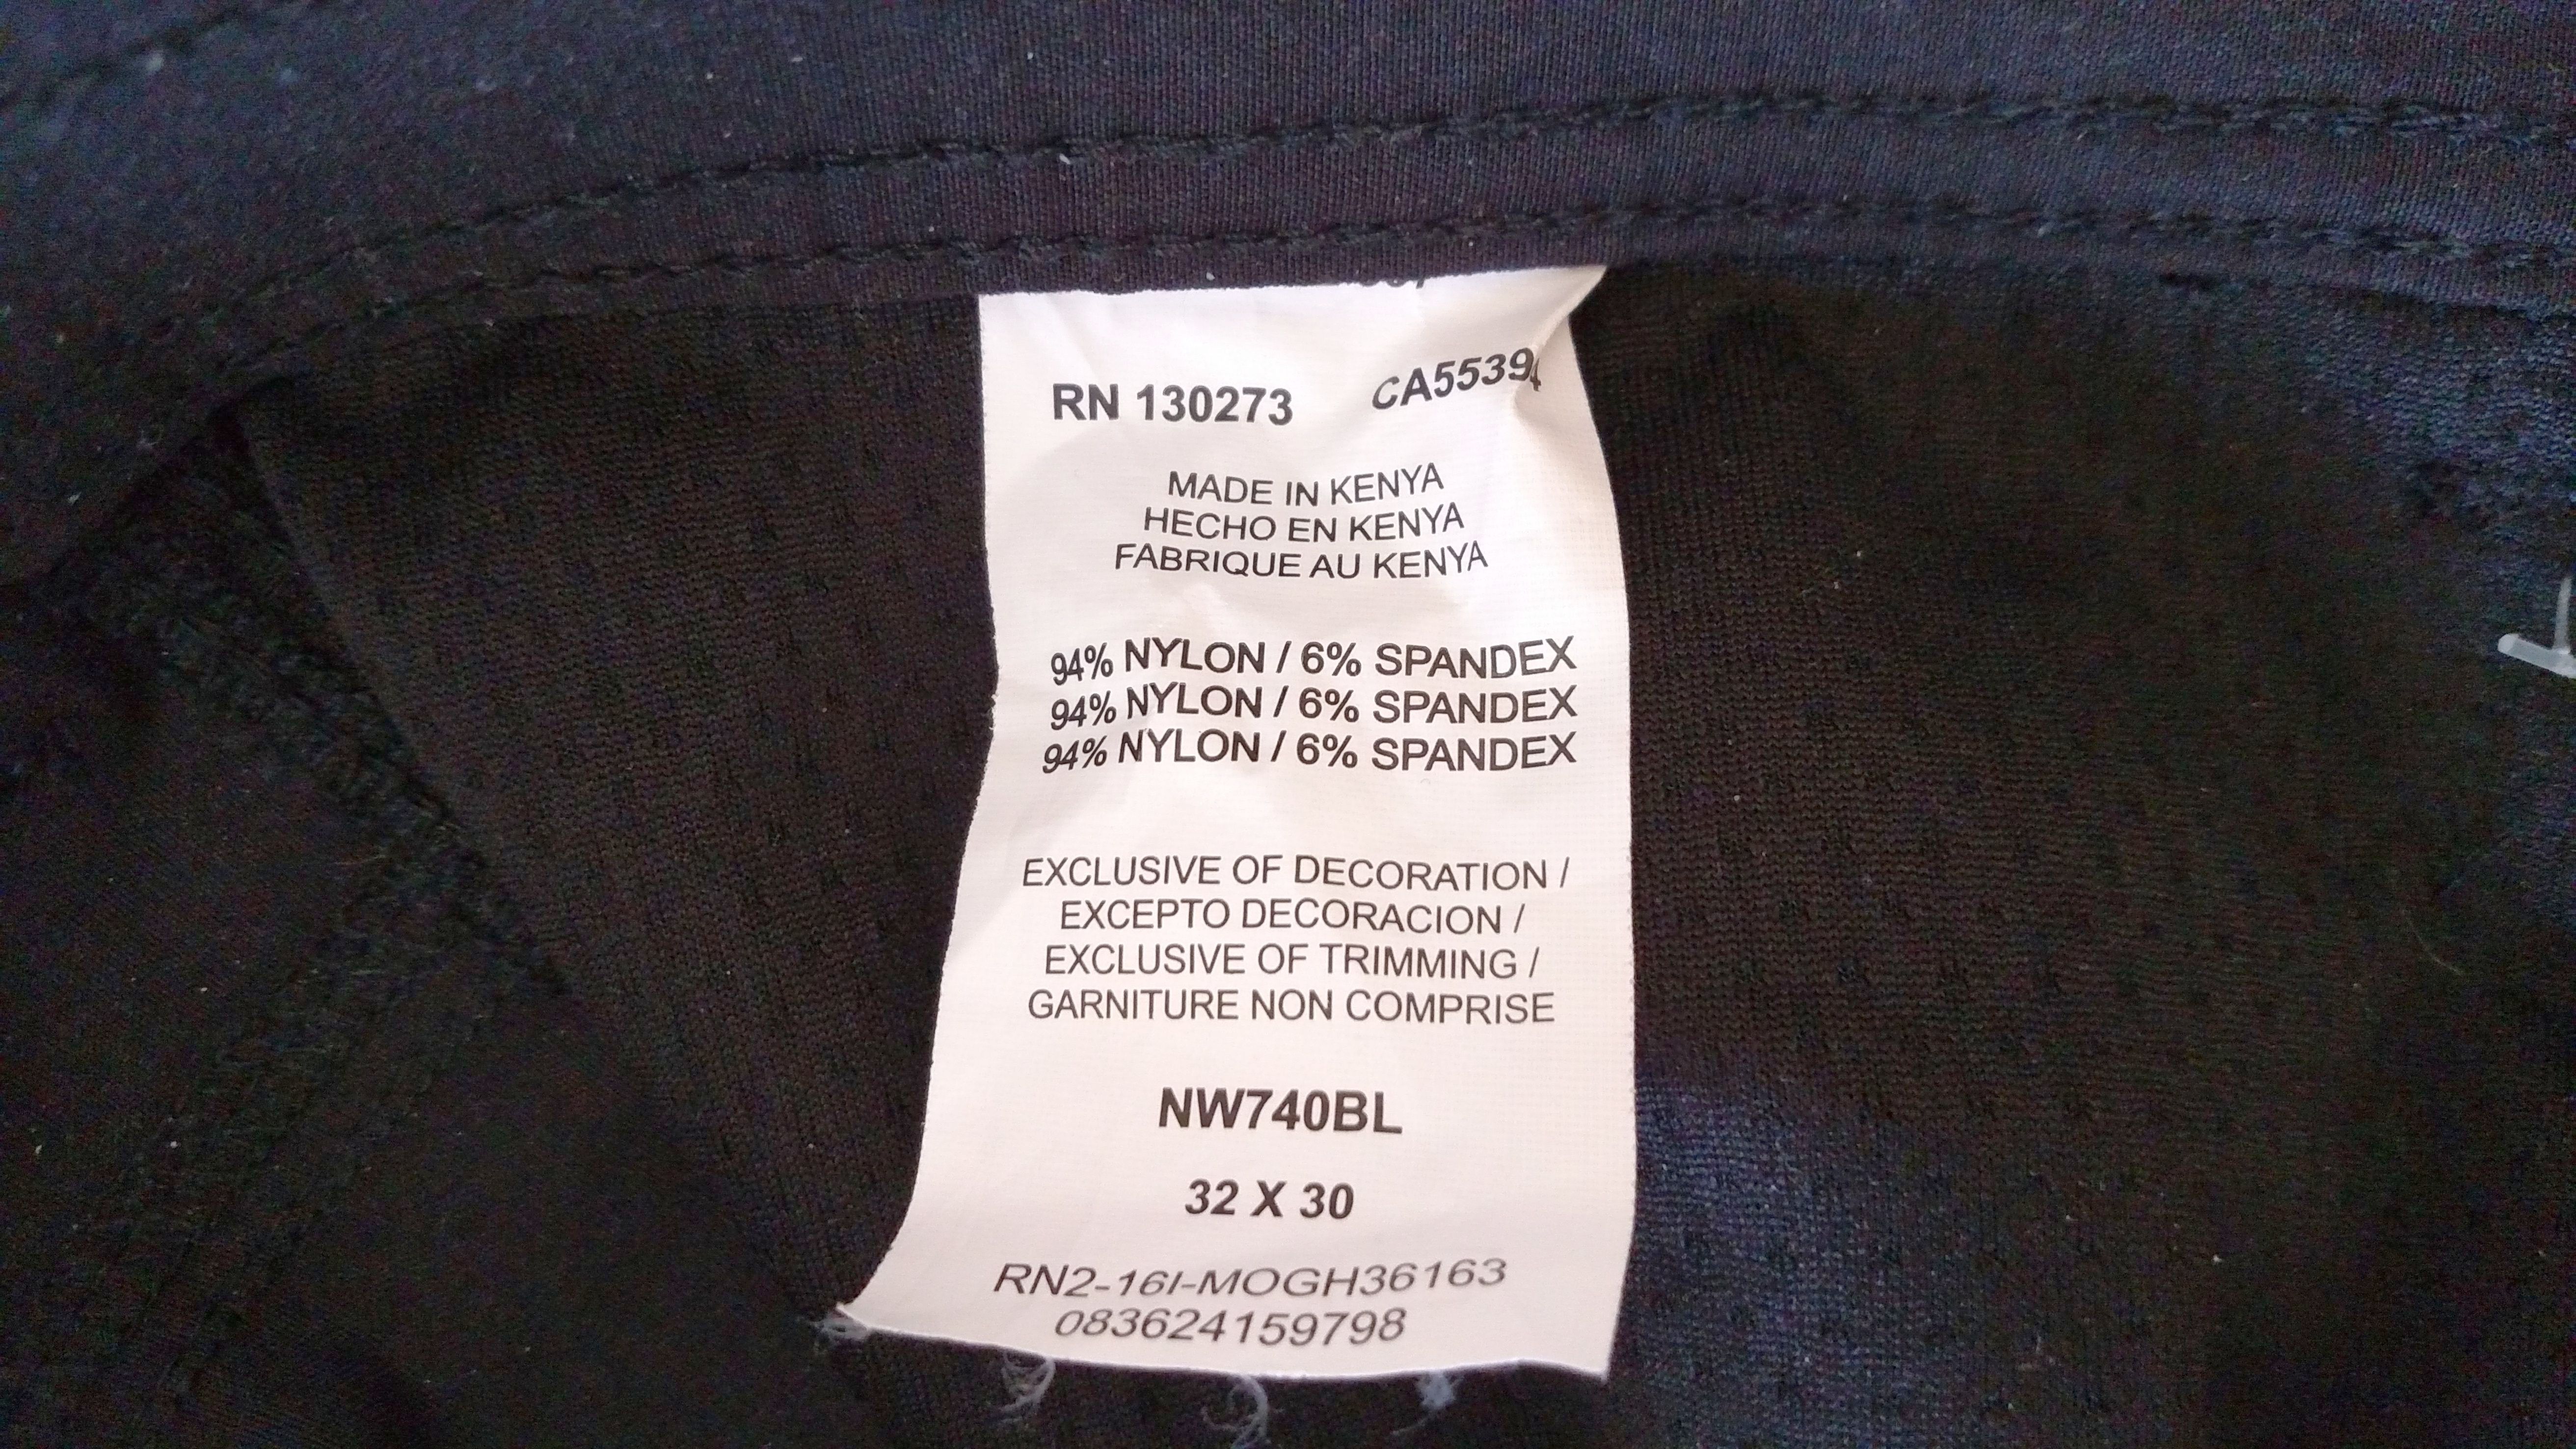 RN 130273 CA55394
MADE IN KENYA
HECHO EN KENYA
FABRIQUE AU KENYA
94% NYLON / 6% SPANDEX
94% NYLON / 6% SPANDEX
94% NYLON / 6% SPANDEX
EXCLUSIVE OF DECORATION /
EXCEPTO DECORACION /
EXCLUSIVE OF TRIMMING /
GARNITURE NON COMPRISE
NW740BL
32 X 30
RN2-16I-MOGH36163
083624159798